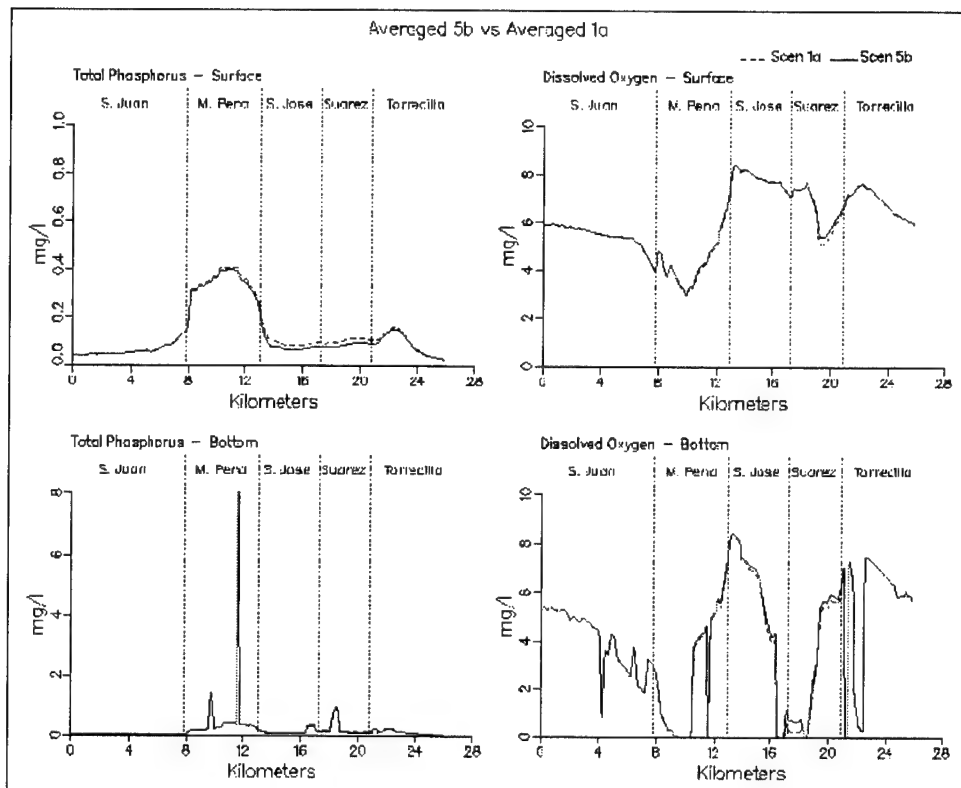 Averaged 5b vs Averaged 1a
Scen 1a
Scen 5b
Total Phosphorus – Surface
S. Juan
M. Pena
S. Jose
Suarez
Torrecilla
mg/l
0.0
0.2
0.4
0.6
0.8
1.0
0
4
8
12
16
20
24
28
Kilometers
Dissolved Oxygen – Surface
S. Juan
M. Pena
S. Jose
Suarez
Torrecilla
mg/l
0
2
4
6
8
10
0
4
8
12
16
20
24
28
Kilometers
Total Phosphorus – Bottom
S. Juan
M. Pena
S. Jose
Suarez
Torrecilla
mg/l
0
2
4
6
8
0
4
8
12
16
20
24
28
Kilometers
Dissolved Oxygen – Bottom
S. Juan
M. Pena
S. Jose
Suarez
Torrecilla
mg/l
0
2
4
6
8
10
0
4
8
12
16
20
24
28
Kilometers